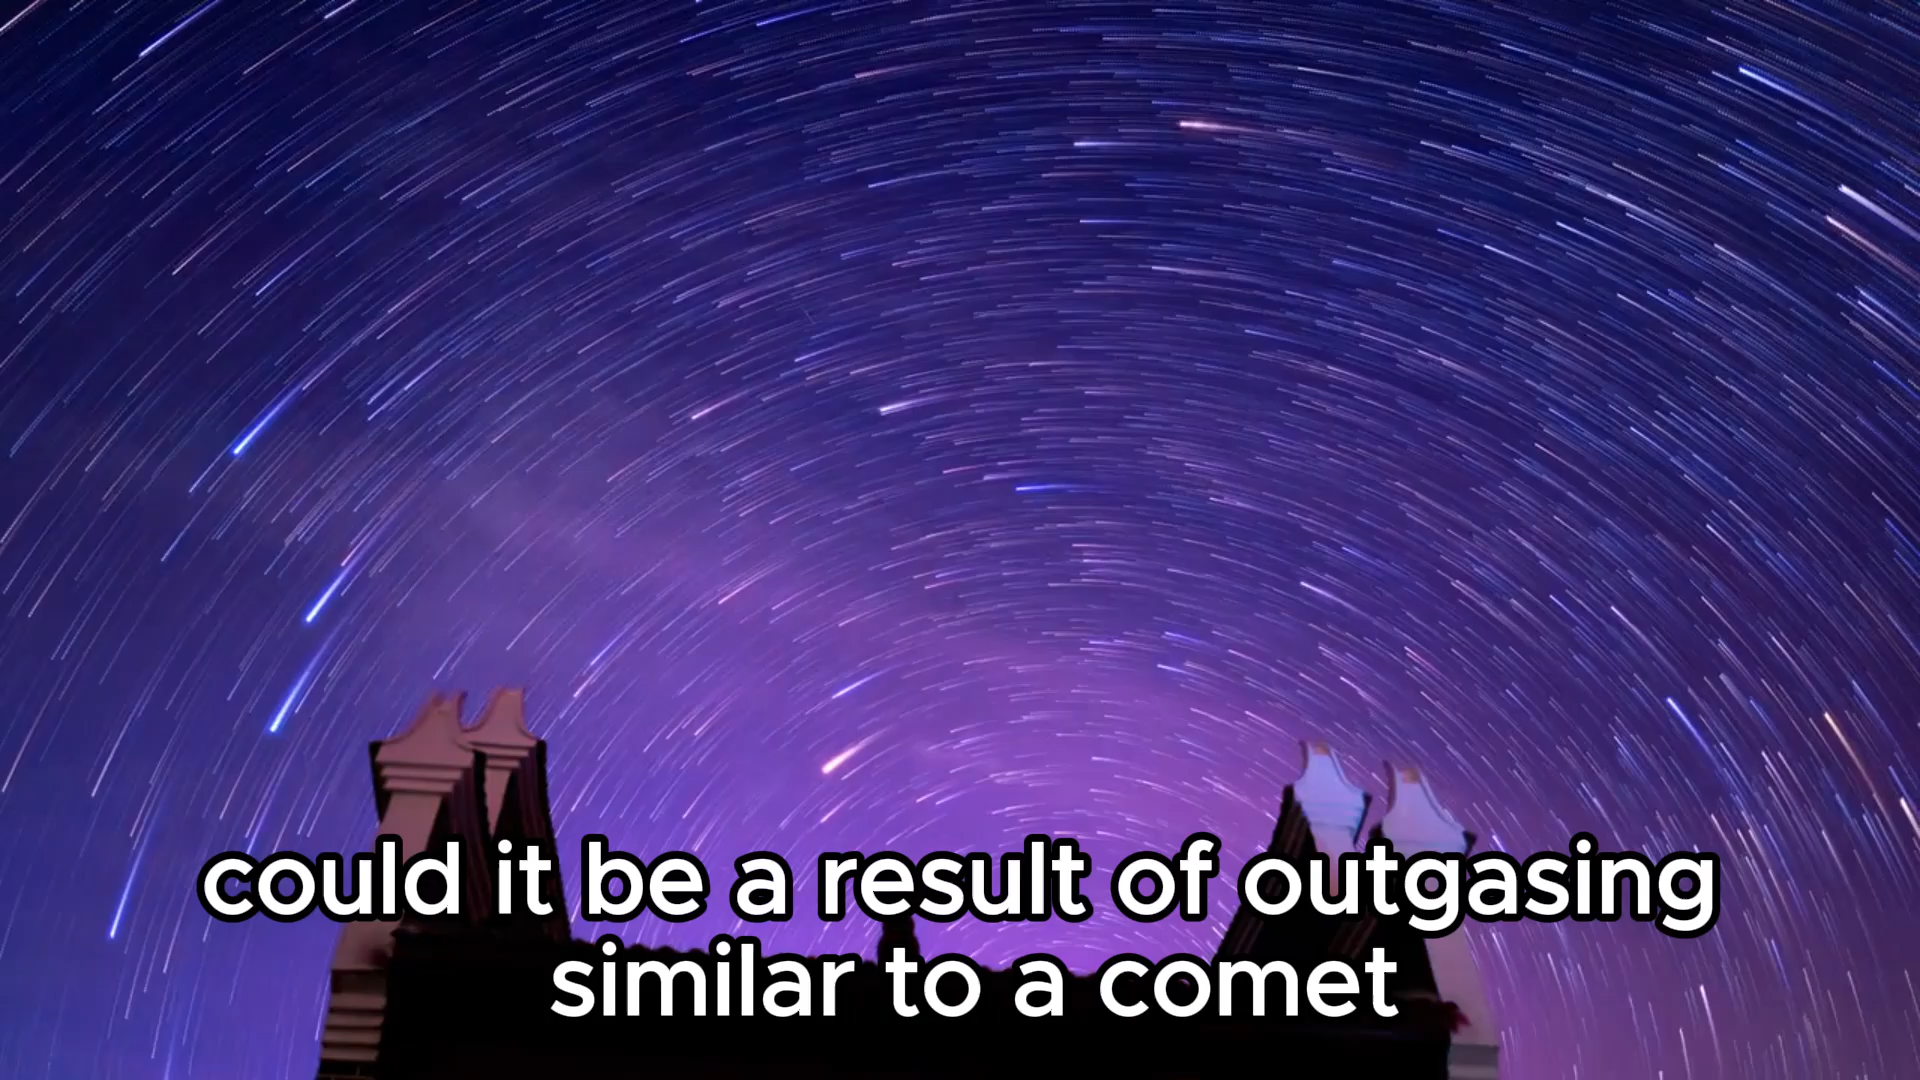 could it be a result of outgasing
similar to a comet